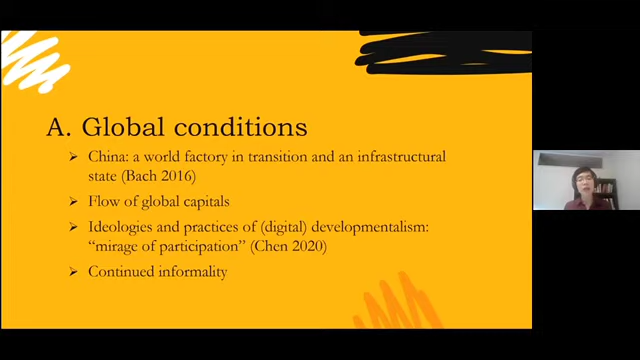 A. Global conditions
➢ China: a world factory in transition and an infrastructural
state (Bach 2016)
➢ Flow of global capitals
➢ Ideologies and practices of (digital) developmentalism:
“mirage of participation” (Chen 2020)
➢ Continued informality